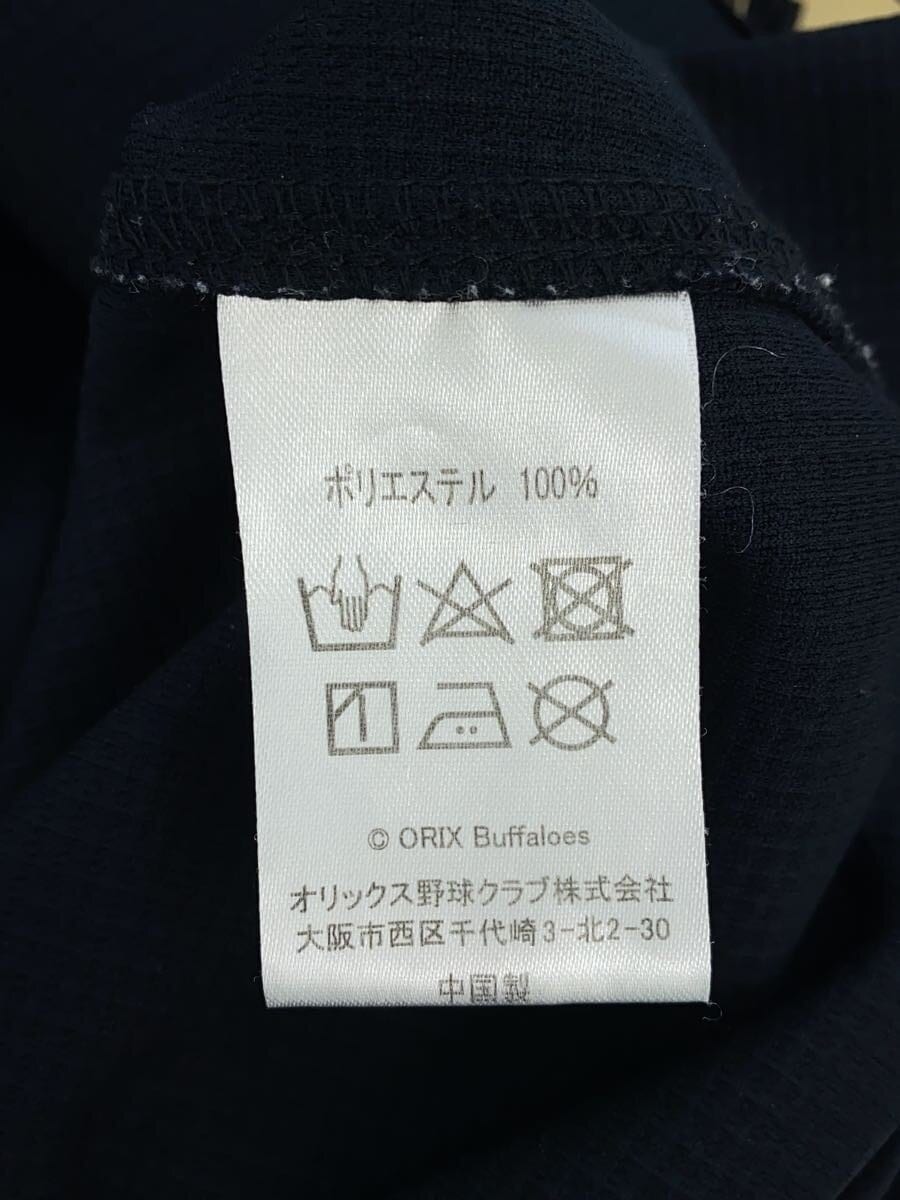 ポリエステル 100%
© ORIX Buffaloes
オリックス野球クラブ株式会社
大阪市西区千代崎3-北2-30
中国製